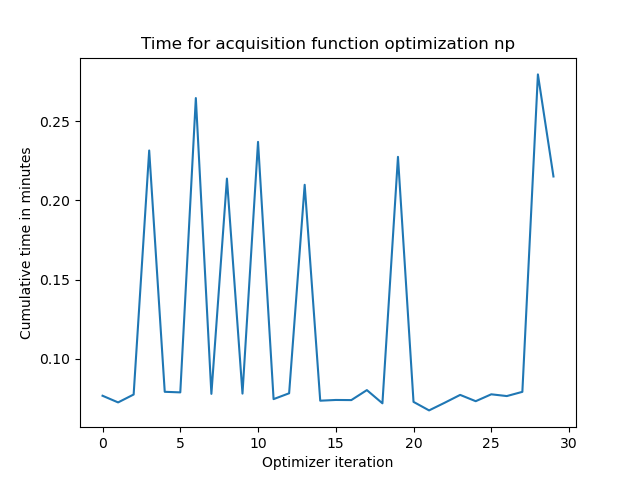 Time for acquisition function optimization np
Cumulative time in minutes
0.25
0.20
0.15
0.10
0 5 10 15 20 25 30
Optimizer iteration